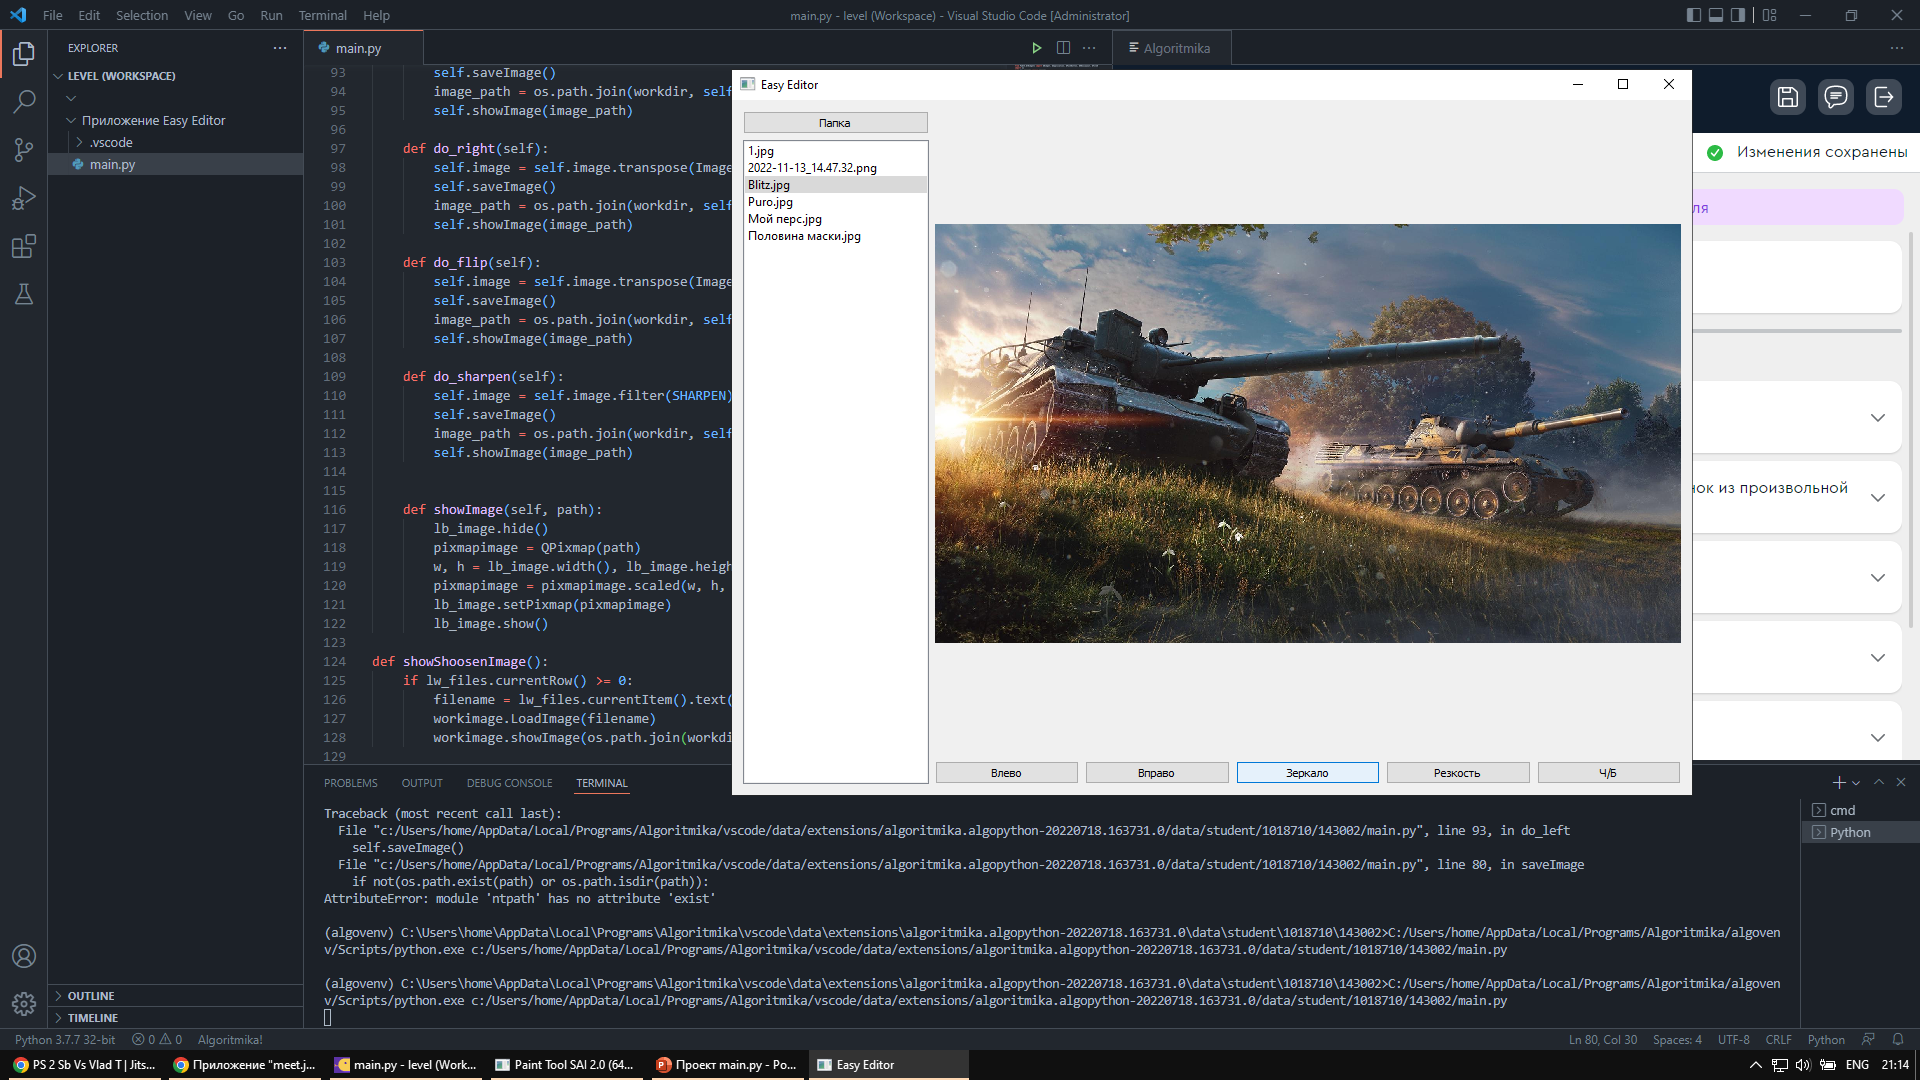 File Edit Selection View Go Run Terminal Help
main.py - level (Workspace) - Visual Studio Code [Administrator]
EXPLORER
LEVEL (WORKSPACE)
Приложение Easy Editor
.vscode
main.py
OUTLINE
TIMELINE
main.py
Algoritmika
93 self.saveImage()
94 image_path = os.path.join(workdir, self
95 self.showImage(image_path)
96
97 def do_right(self):
98 self.image = self.image.transpose(Image
99 self.saveImage()
100 image_path = os.path.join(workdir, self
101 self.showImage(image_path)
102
103 def do_flip(self):
104 self.image = self.image.transpose(Image
105 self.saveImage()
106 image_path = os.path.join(workdir, self
107 self.showImage(image_path)
108
109 def do_sharpen(self):
110 self.image = self.image.filter(SHARPEN)
111 self.saveImage()
112 image_path = os.path.join(workdir, self
113 self.showImage(image_path)
114
115
116 def showImage(self, path):
117 lb_image.hide()
118 pixmapimage = QPixmap(path)
119 w, h = lb_image.width(), lb_image.heigh
120 pixmapimage = pixmapimage.scaled(w, h,
121 lb_image.setPixmap(pixmapimage)
122 lb_image.show()
123
124 def showShoosenImage():
125 if lw_files.currentRow() >= 0:
126 filename = lw_files.currentItem().text(
127 workimage.LoadImage(filename)
128 workimage.showImage(os.path.join(workdi
129
Easy Editor
Папка
1.jpg
2022-11-13_14.47.32.png
Blitz.jpg
Puro.jpg
Мой перс.jpg
Половина маски.jpg
Влево Вправо Зеркало Резкость Ч/Б
Изменения сохранены
ля
нок из произвольной
PROBLEMS OUTPUT DEBUG CONSOLE TERMINAL
Traceback (most recent call last):
File "c:/Users/home/AppData/Local/Programs/Algoritmika/vscode/data/extensions/algoritmika.algopython-20220718.163731.0/data/student/1018710/143002/main.py", line 93, in do_left
self.saveImage()
File "c:/Users/home/AppData/Local/Programs/Algoritmika/vscode/data/extensions/algoritmika.algopython-20220718.163731.0/data/student/1018710/143002/main.py", line 80, in saveImage
if not(os.path.exist(path) or os.path.isdir(path)):
AttributeError: module 'ntpath' has no attribute 'exist'
(algovenv) C:\Users\home\AppData\Local\Programs\Algoritmika\vscode\data\extensions\algoritmika.algopython-20220718.163731.0\data\student\1018710\143002>C:/Users/home/AppData/Local/Programs/Algoritmika/algoven
v/Scripts/python.exe c:/Users/home/AppData/Local/Programs/Algoritmika/vscode/data/extensions/algoritmika.algopython-20220718.163731.0/data/student/1018710/143002/main.py
(algovenv) C:\Users\home\AppData\Local\Programs\Algoritmika\vscode\data\extensions\algoritmika.algopython-20220718.163731.0\data\student\1018710\143002>C:/Users/home/AppData/Local/Programs/Algoritmika/algoven
v/Scripts/python.exe c:/Users/home/AppData/Local/Programs/Algoritmika/vscode/data/extensions/algoritmika.algopython-20220718.163731.0/data/student/1018710/143002/main.py
cmd
Python
Python 3.7.7 32-bit 0 0 Algoritmika!
Ln 80, Col 30 Spaces: 4 UTF-8 CRLF Python
PS 2 Sb Vs Vlad T | Jits...
Приложение "meet.j...
main.py - level (Work...
Paint Tool SAI 2.0 (64...
Проект main.py - Po...
Easy Editor
ENG 21:14